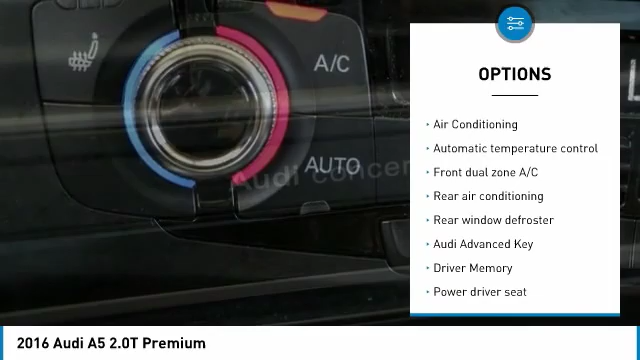 A/C
AUTO
Audi concer
OPTIONS
Air Conditioning
Automatic temperature control
Front dual zone A/C
Rear air conditioning
Rear window defroster
Audi Advanced Key
Driver Memory
Power driver seat
2016 Audi A5 2.0T Premium